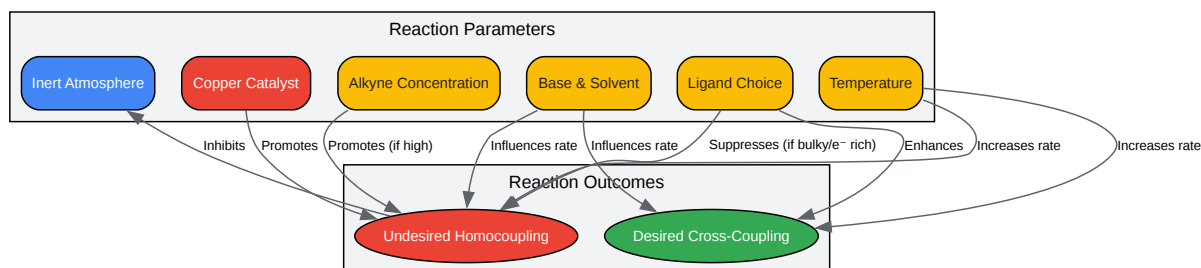 Reaction Parameters
Inert Atmosphere
Copper Catalyst
Alkyne Concentration
Base & Solvent
Ligand Choice
Temperature
Inhibits
Promotes
Promotes (if high)
Influences rate
Influences rate
Suppresses (if bulky/e⁻ rich)
Enhances
Increases rate
Increases rate
Reaction Outcomes
Undesired Homocoupling
Desired Cross-Coupling